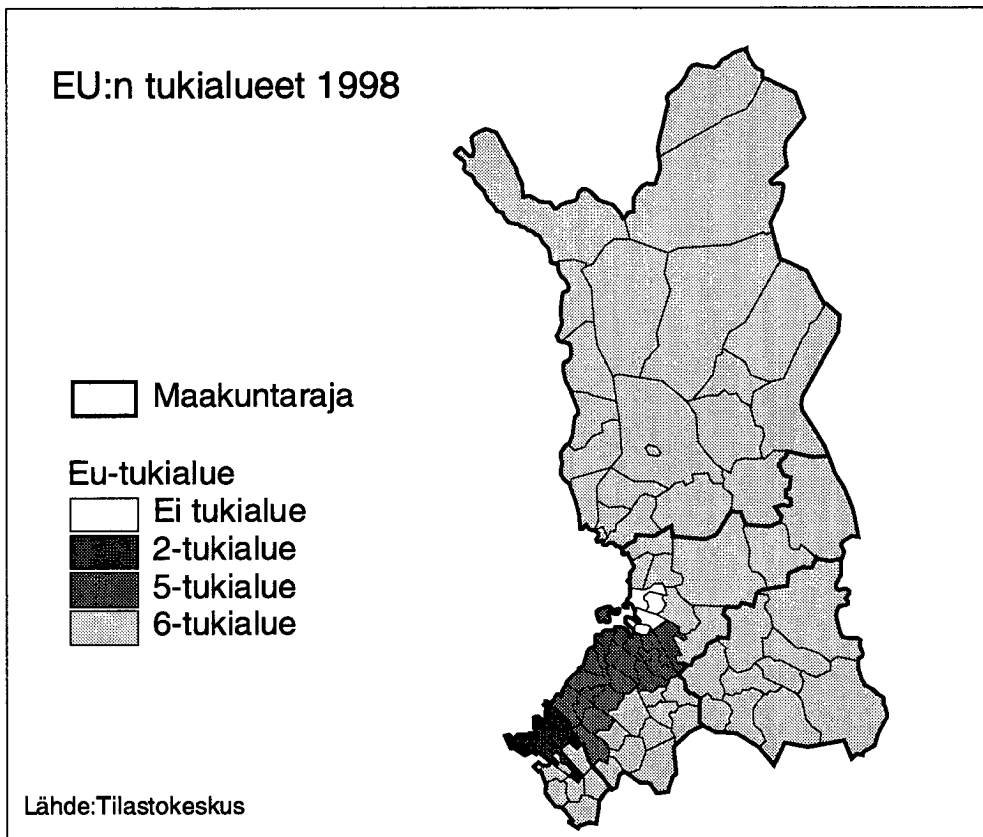 EU:n tukialueet 1998
Maakuntaraja
Eu-tukialue
Ei tukialue
2-tukialue
5-tukialue
6-tukialue
Lähde:Tilastokeskus